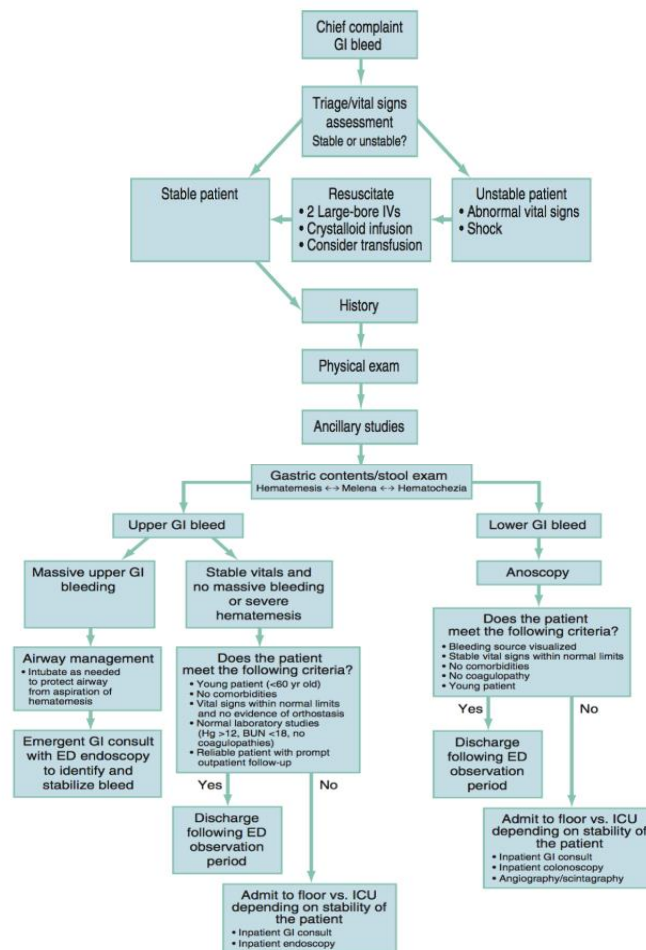 Chief complaint
GI bleed
Triage/vital signs
assessment
Stable or unstable?
Stable patient
Resuscitate
• 2 Large-bore IVs
• Crystalloid infusion
• Consider transfusion
Unstable patient
• Abnormal vital signs
• Shock
History
Physical exam
Ancillary studies
Gastric contents/stool exam
Hematemesis ↔ Melena ↔ Hematochezia
Upper GI bleed
Lower GI bleed
Massive upper GI
bleeding
Stable vitals and
no massive bleeding
or severe
hematemesis
Anoscopy
Airway management
• Intubate as needed
to protect airway
from aspiration of
hematemesis
Does the patient
meet the following criteria?
• Young patient (<60 yr old)
• No comorbidities
• Vital signs within normal limits
and no evidence of orthostasis
• Normal laboratory studies
(Hg >12, BUN <18, no
coagulopathies)
• Reliable patient with prompt
outpatient follow-up
Does the patient
meet the following criteria?
• Bleeding source visualized
• Stable vital signs within normal limits
• No comorbidities
• No coagulopathy
• Young patient
Emergent GI consult
with ED endoscopy
to identify and
stabilize bleed
Yes
No
Yes
No
Discharge
following ED
observation
period
Discharge
following ED
observation
period
Admit to floor vs. ICU
depending on stability of
the patient
• Inpatient GI consult
• Inpatient endoscopy
Admit to floor vs. ICU
depending on stability of
the patient
• Inpatient GI consult
• Inpatient colonoscopy
• Angiography/scintagraphy